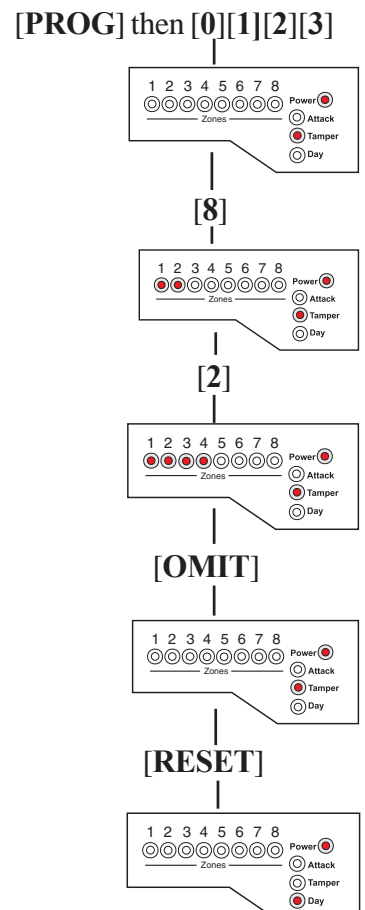 [PROG] then [0][1][2][3]
1 2 3 4 5 6 7 8
Power
Attack
Zones
Tamper
Day
[8]
1 2 3 4 5 6 7 8
Power
Attack
Zones
Tamper
Day
[2]
1 2 3 4 5 6 7 8
Power
Attack
Zones
Tamper
Day
[OMIT]
1 2 3 4 5 6 7 8
Power
Attack
Zones
Tamper
Day
[RESET]
1 2 3 4 5 6 7 8
Power
Attack
Zones
Tamper
Day